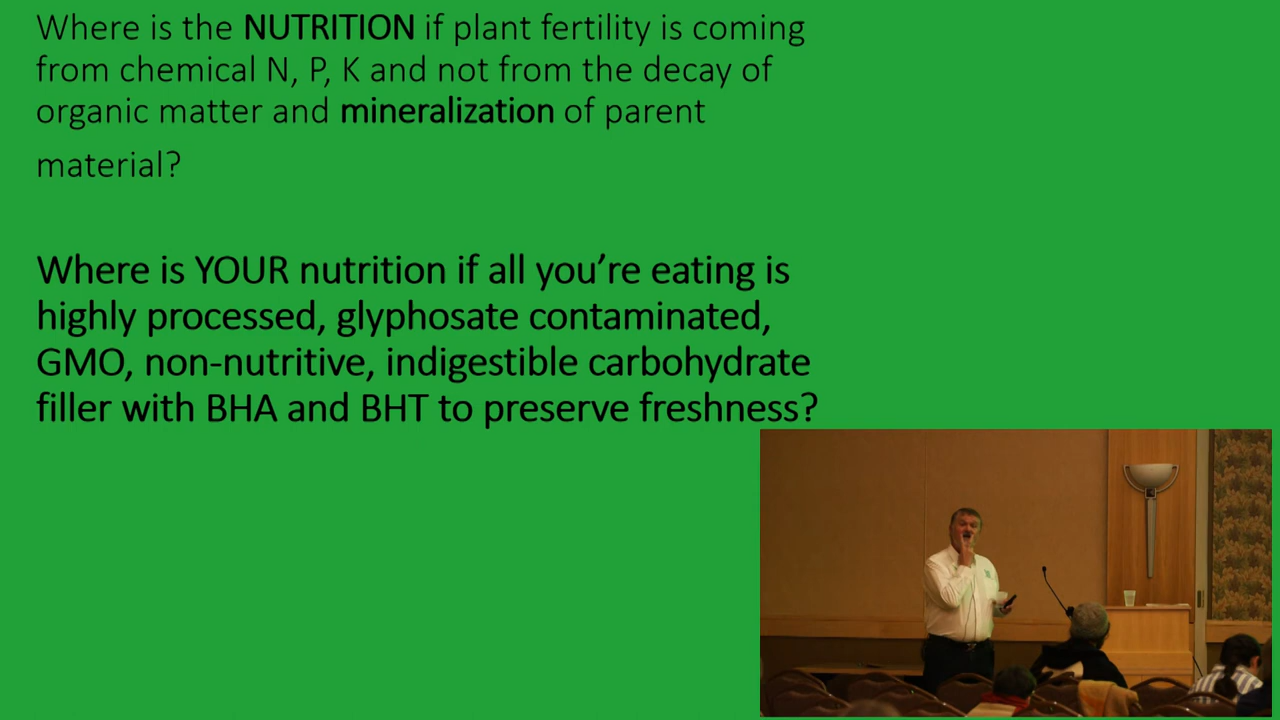 Where is the NUTRITION if plant fertility is coming
from chemical N, P, K and not from the decay of
organic matter and mineralization of parent
material?
Where is YOUR nutrition if all you’re eating is
highly processed, glyphosate contaminated,
GMO, non-nutritive, indigestible carbohydrate
filler with BHA and BHT to preserve freshness?